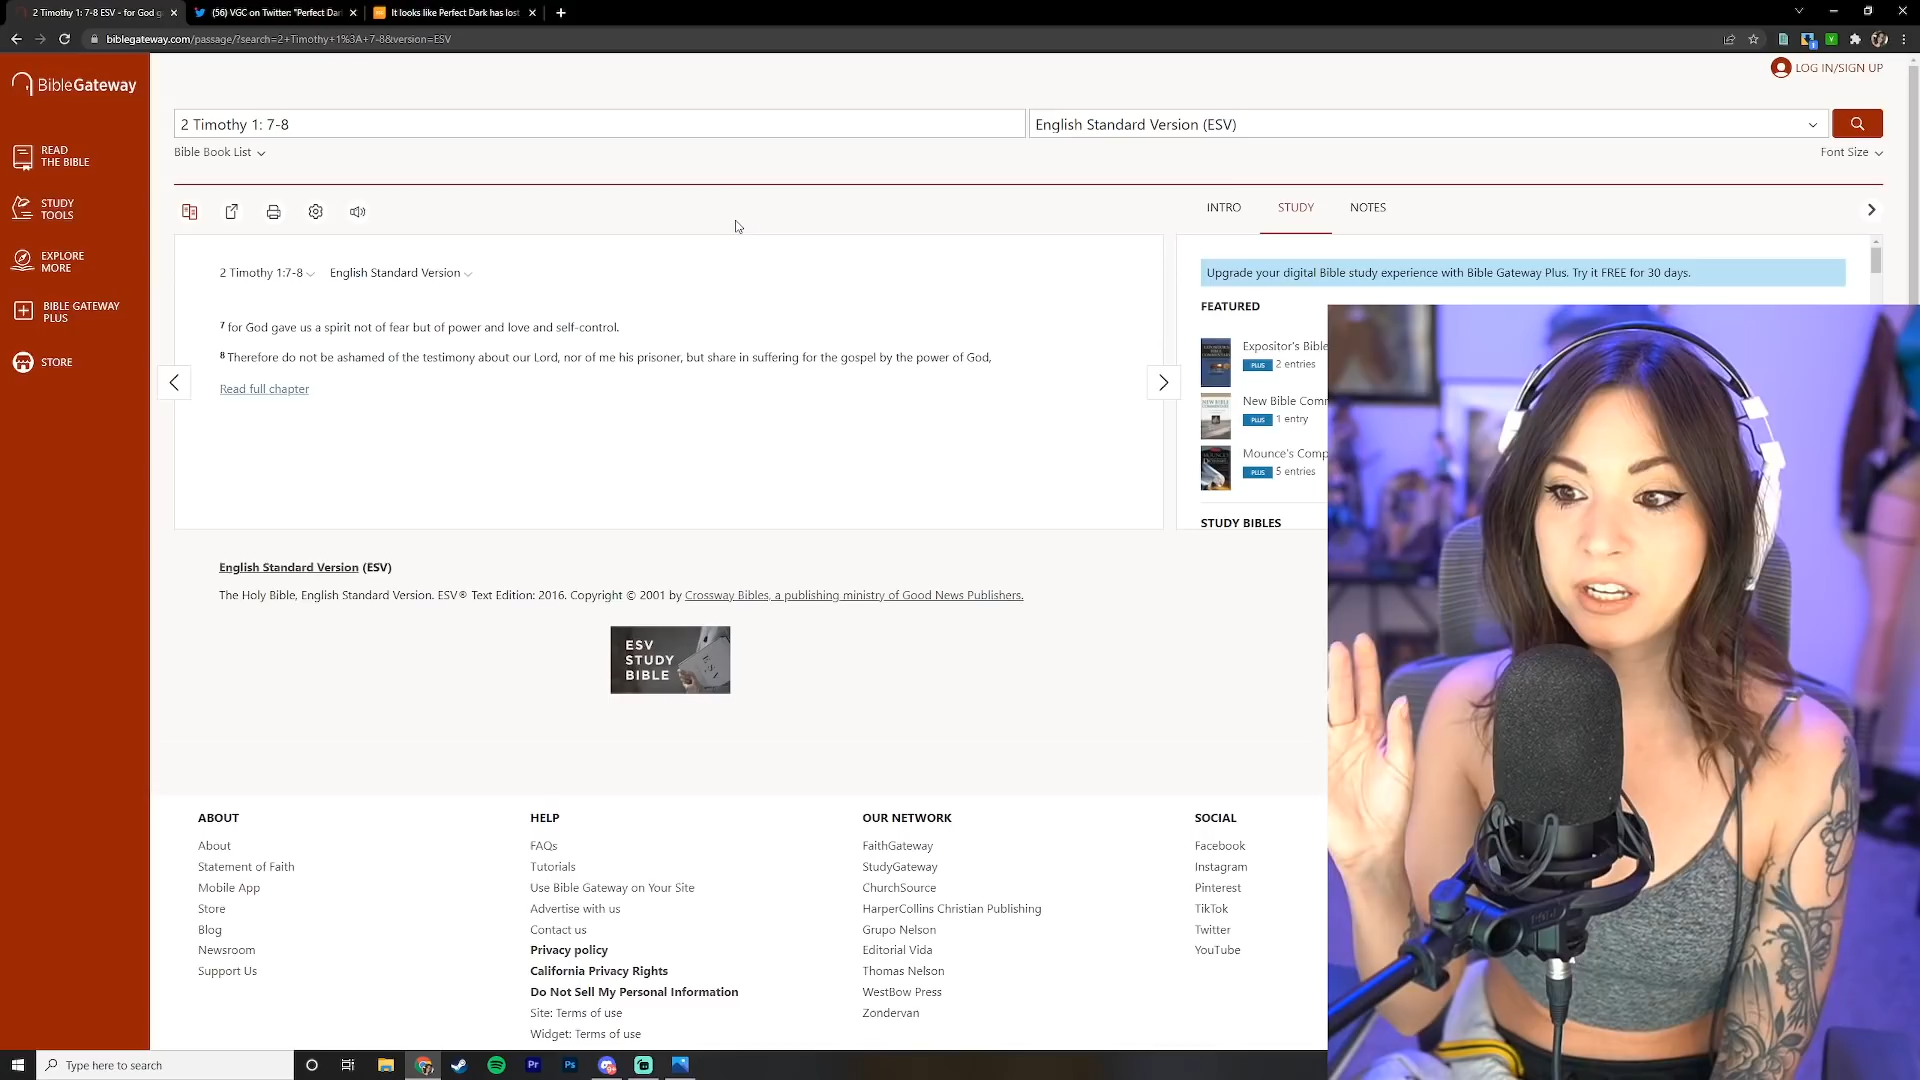 2 Timothy 1: 7-8 ESV - for God g
(56) VGC on Twitter: "Perfect Dar
It looks like Perfect Dark has lost
biblegateway.com/passage/?search=2+Timothy+1%3A+7-8&version=ESV
BibleGateway
LOG IN/SIGN UP
2 Timothy 1: 7-8
English Standard Version (ESV)
Bible Book List
Font Size
READ
THE BIBLE
STUDY
TOOLS
EXPLORE
MORE
BIBLE GATEWAY
PLUS
STORE
INTRO
STUDY
NOTES
2 Timothy 1:7-8
English Standard Version
7 for God gave us a spirit not of fear but of power and love and self-control.
8 Therefore do not be ashamed of the testimony about our Lord, nor of me his prisoner, but share in suffering for the gospel by the power of God,
Read full chapter
Upgrade your digital Bible study experience with Bible Gateway Plus. Try it FREE for 30 days.
FEATURED
Expositor's Bible
PLUS 2 entries
New Bible Comm
PLUS 1 entry
Mounce's Comp
PLUS 5 entries
STUDY BIBLES
English Standard Version (ESV)
The Holy Bible, English Standard Version. ESV® Text Edition: 2016. Copyright © 2001 by Crossway Bibles, a publishing ministry of Good News Publishers.
ESV
STUDY
BIBLE
ABOUT
About
Statement of Faith
Mobile App
Store
Blog
Newsroom
Support Us
HELP
FAQs
Tutorials
Use Bible Gateway on Your Site
Advertise with us
Contact us
Privacy policy
California Privacy Rights
Do Not Sell My Personal Information
Site: Terms of use
Widget: Terms of use
OUR NETWORK
FaithGateway
StudyGateway
ChurchSource
HarperCollins Christian Publishing
Grupo Nelson
Editorial Vida
Thomas Nelson
WestBow Press
Zondervan
SOCIAL
Facebook
Instagram
Pinterest
TikTok
Twitter
YouTube
Type here to search
Pr
Ps